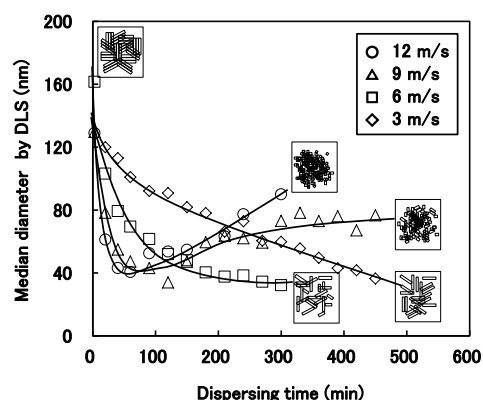 200
160
120
80
40
0
Median diameter by DLS (nm)
12 m/s
9 m/s
6 m/s
3 m/s
0 100 200 300 400 500 600
Dispersing time (min)